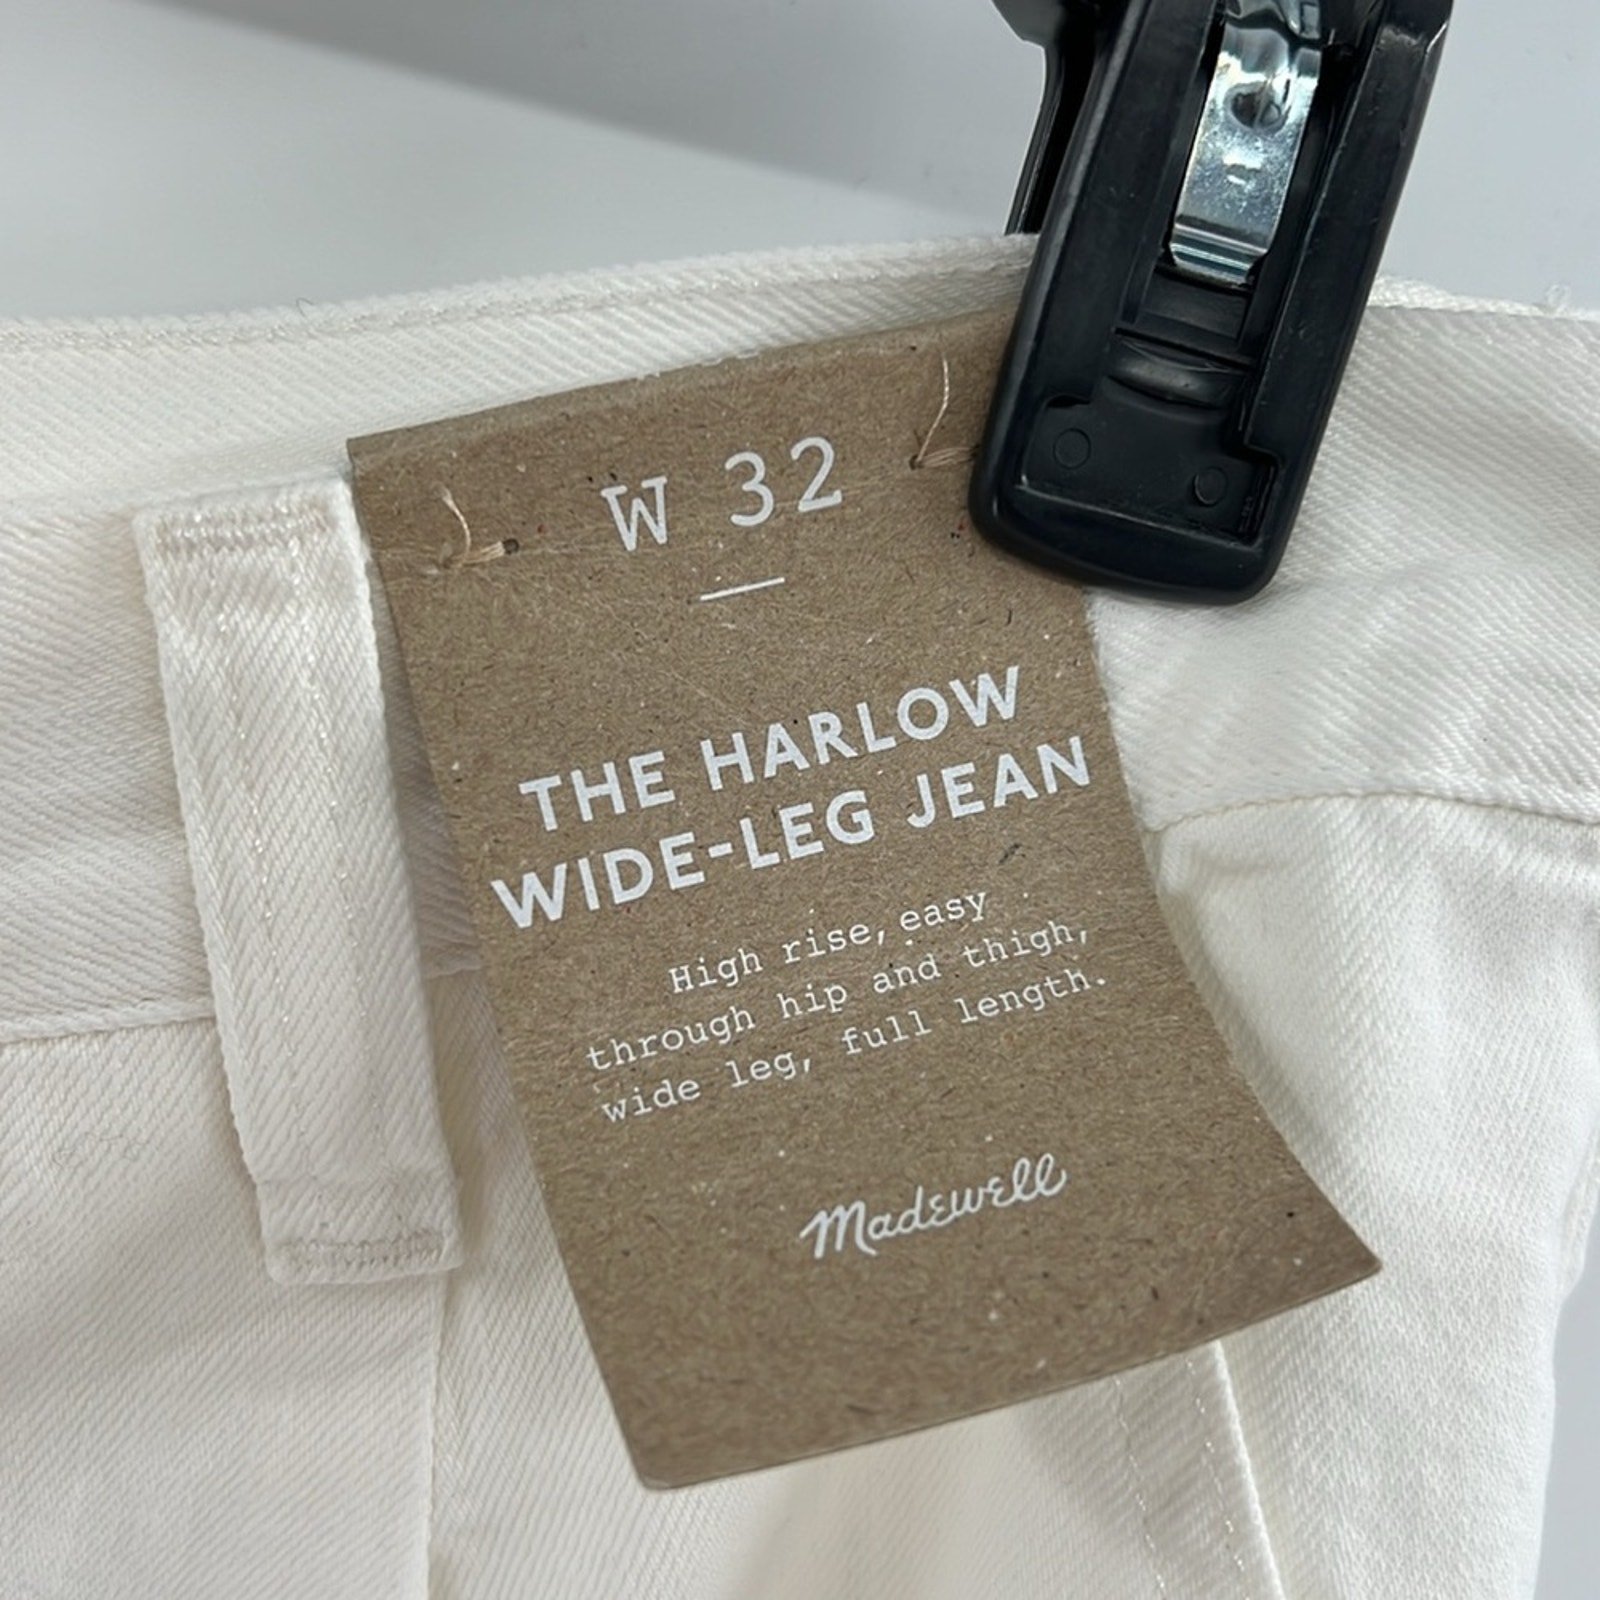 W 32
THE HARLOW
WIDE-LEG JEAN
High rise, easy
through hip and thigh,
wide leg, full length.
Madewell